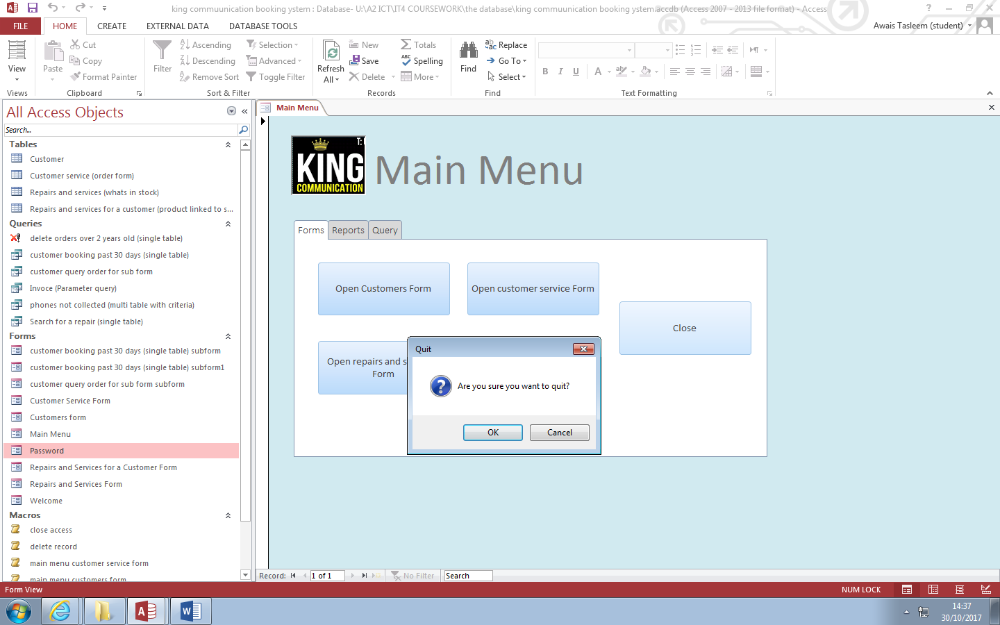 king commuunication booking ystem : Database- U:\A2 ICT\IT4 COURSEWORK\the database\king commuunication booking ystem.accdb (Access 2007 - 2013 file format) - Access
FILE HOME CREATE EXTERNAL DATA DATABASE TOOLS
Awais Tasleem (student)
View
Views
Paste
Cut
Copy
Format Painter
Clipboard
Filter
Ascending
Descending
Remove Sort
Selection
Advanced
Toggle Filter
Sort & Filter
Refresh
All
New
Save
Delete
Totals
Spelling
More
Records
Find
Replace
Go To
Select
Find
B I U A
Text Formatting
All Access Objects
Search...
Tables
Customer
Customer service (order form)
Repairs and services (whats in stock)
Repairs and services for a customer (product linked to s...
Queries
delete orders over 2 years old (single table)
customer booking past 30 days (single table)
customer query order for sub form
Invoce (Parameter query)
phones not collected (multi table with criteria)
Search for a repair (single table)
Forms
customer booking past 30 days (single table) subform
customer booking past 30 days (single table) subform1
customer query order for sub form subform
Customer Service Form
Customers form
Main Menu
Password
Repairs and Services for a Customer Form
Repairs and Services Form
Welcome
Macros
close access
delete record
main menu customer service form
main menu customers form
Main Menu
T:
KING
COMMUNICATION
Main Menu
Forms Reports Query
Open Customers Form
Open customer service Form
Close
Open repairs and s
Form
Quit
Are you sure you want to quit?
OK Cancel
Record: 1 of 1 No Filter Search
Form View
NUM LOCK
14:37
30/10/2017